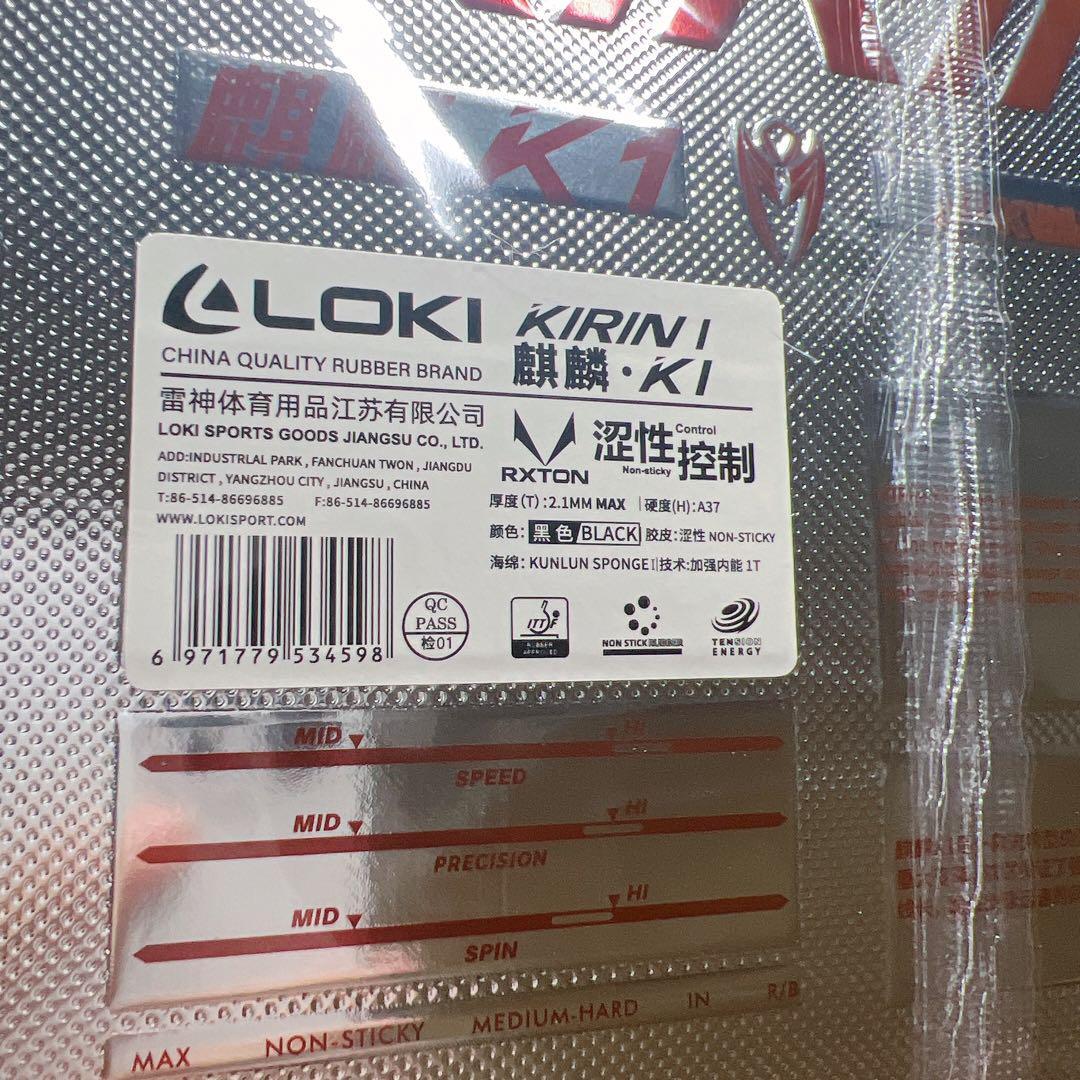 麒麟·K1
LOKI
CHINA QUALITY RUBBER BRAND
雷神体育用品江苏有限公司
LOKI SPORTS GOODS JIANGSU CO., LTD.
ADD:INDUSTRLAL PARK , FANCHUAN TWON , JIANGDU
DISTRICT , YANGZHOU CITY , JIANGSU , CHINA
T:86-514-86696885 F:86-514-86696885
WWW.LOKISPORT.COM
6 971779 534598
QC
PASS
检01
KIRIN I
麒麟·KI
RXTON
涩性
Non-sticky
Control
控制
厚度(T) :2.1MM MAX | 硬度(H):A37
颜色: 黑色 BLACK 胶皮: 涩性 NON-STICKY
海绵: KUNLUN SPONGE I | 技术:加强内能 1T
ITTF
RUBBER
APPROVED
NON STICK RUBBER
TENSION
ENERGY
MID HI
SPEED
MID HI
PRECISION
MID HI
SPIN
MAX NON-STICKY MEDIUM-HARD IN R/B